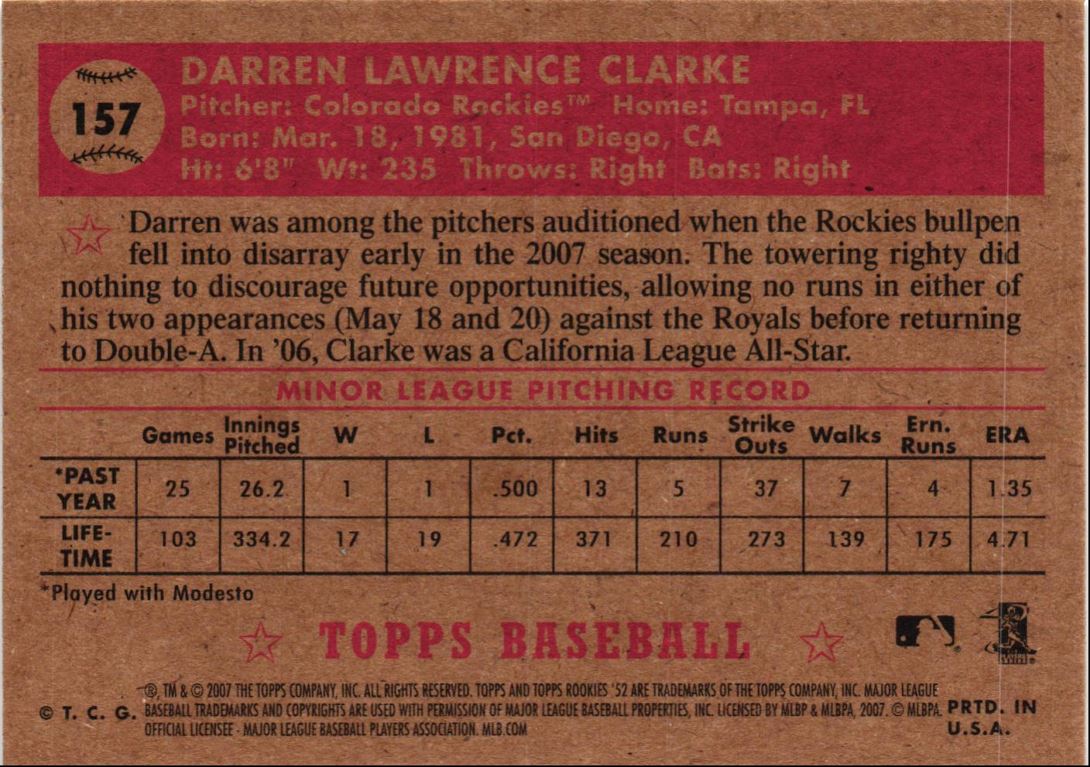 157
DARREN LAWRENCE CLARKE
Pitcher: Colorado Rockies™ Home: Tampa, FL
Born: Mar. 18, 1981, San Diego, CA
Ht: 6'8" Wt: 235 Throws: Right Bats: Right
Darren was among the pitchers auditioned when the Rockies bullpen
fell into disarray early in the 2007 season. The towering righty did
nothing to discourage future opportunities, allowing no runs in either of
his two appearances (May 18 and 20) against the Royals before returning
to Double-A. In '06, Clarke was a California League All-Star.
MINOR LEAGUE PITCHING RECORD
Games Innings Pitched W L Pct. Hits Runs Strike Outs Walks Ern. Runs ERA
*PAST YEAR 25 26.2 1 1 .500 13 5 37 7 4 1.35
LIFE-TIME 103 334.2 17 19 .472 371 210 273 139 175 4.71
*Played with Modesto
TOPPS BASEBALL
®, TM & © 2007 THE TOPPS COMPANY, INC. ALL RIGHTS RESERVED. TOPPS AND TOPPS ROOKIES '52 ARE TRADEMARKS OF THE TOPPS COMPANY, INC. MAJOR LEAGUE
© T. C. G. BASEBALL TRADEMARKS AND COPYRIGHTS ARE USED WITH PERMISSION OF MAJOR LEAGUE BASEBALL PROPERTIES, INC. LICENSED BY MLBP & MLBPA, 2007. © MLBPA. PRTD. IN
OFFICIAL LICENSEE - MAJOR LEAGUE BASEBALL PLAYERS ASSOCIATION. MLB.COM U.S.A.